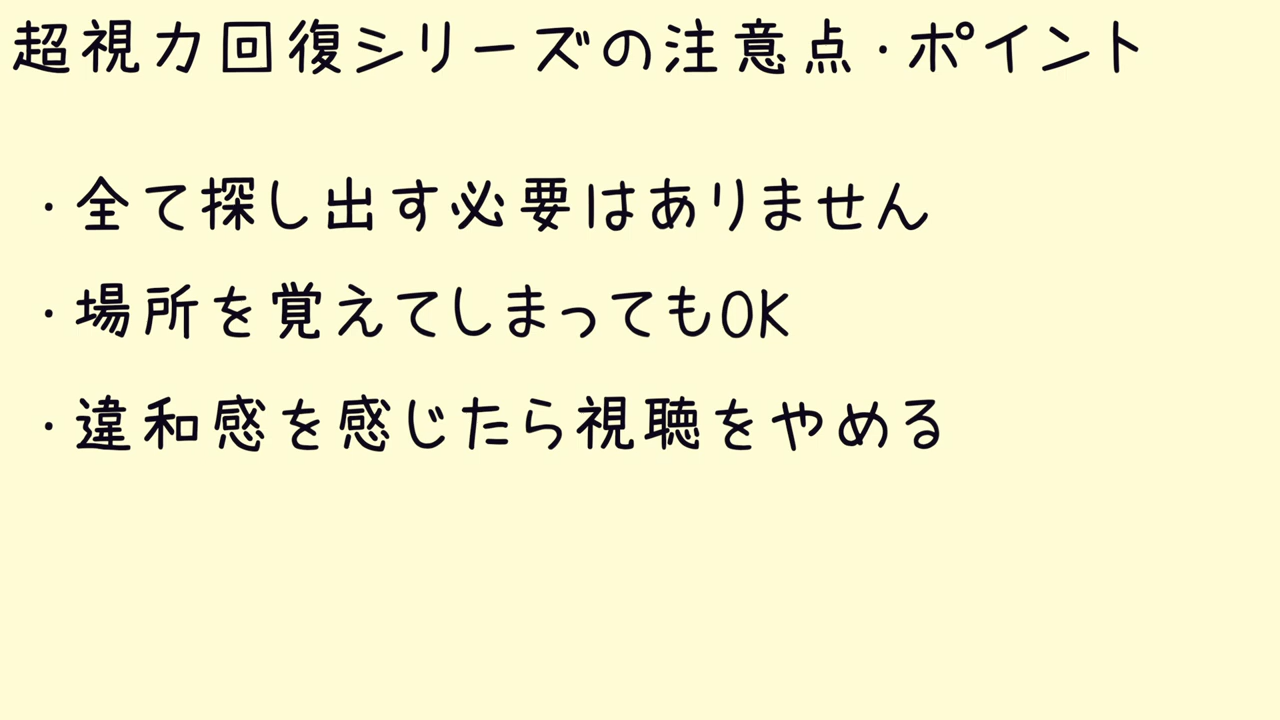 超視力回復シリーズの注意点・ポイント
・全て探し出す必要はありません
・場所を覚えてしまってもOK
・違和感を感じたら視聴をやめる